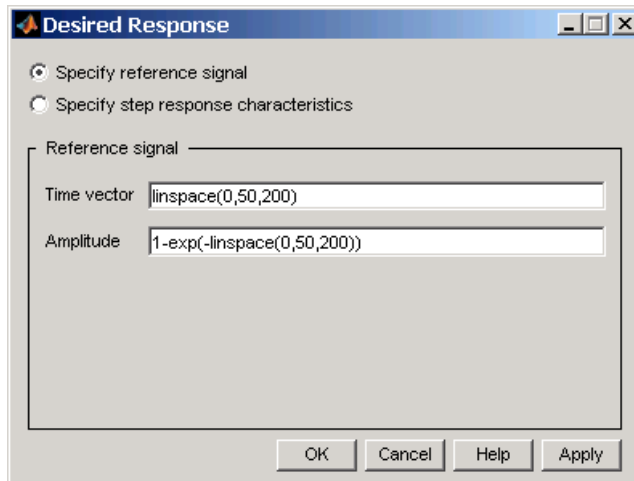 Desired Response
Specify reference signal
Specify step response characteristics
Reference signal
Time vector linspace(0,50,200)
Amplitude 1-exp(-linspace(0,50,200))
OK Cancel Help Apply